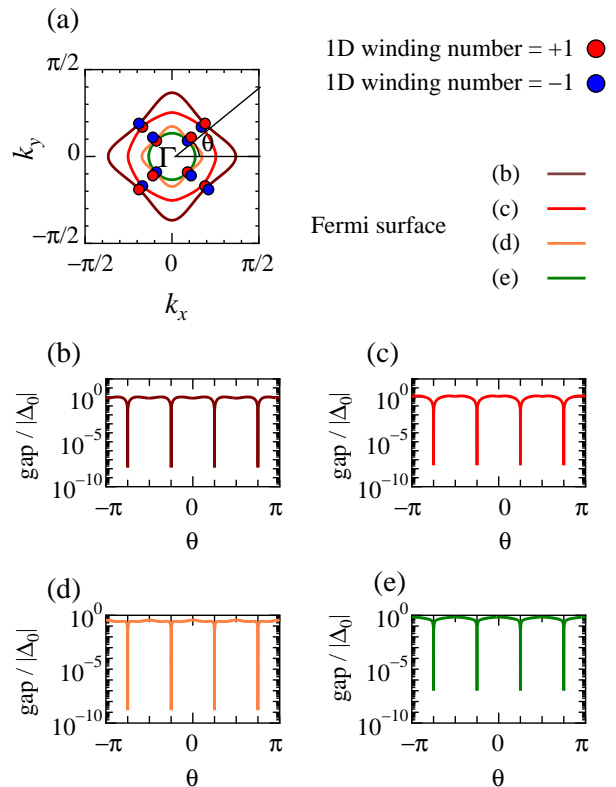 (a)
1D winding number = +1
1D winding number = −1
π/2
0
−π/2
k_y
Γ
θ
−π/2 0 π/2
k_x
Fermi surface
(b)
(c)
(d)
(e)
(b)
gap / |Δ_0|
10^0
10^−5
10^−10
−π 0 π
θ
(c)
gap / |Δ_0|
10^0
10^−5
10^−10
−π 0 π
θ
(d)
gap / |Δ_0|
10^0
10^−5
10^−10
−π 0 π
θ
(e)
gap / |Δ_0|
10^0
10^−5
10^−10
−π 0 π
θ